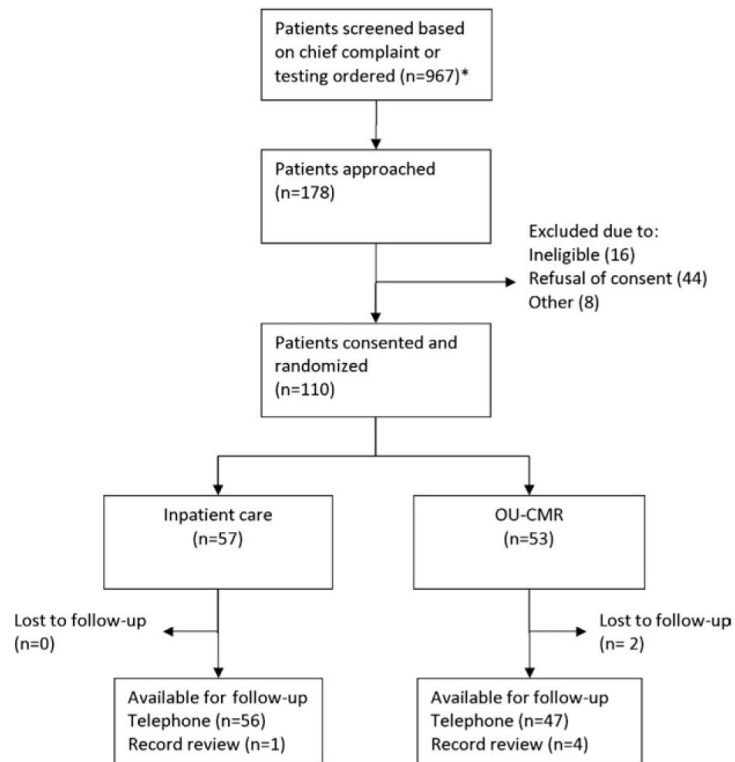 Patients screened based
on chief complaint or
testing ordered (n=967)*
Patients approached
(n=178)
Excluded due to:
Ineligible (16)
Refusal of consent (44)
Other (8)
Patients consented and
randomized
(n=110)
Inpatient care
(n=57)
OU-CMR
(n=53)
Lost to follow-up
(n=0)
Lost to follow-up
(n= 2)
Available for follow-up
Telephone (n=56)
Record review (n=1)
Available for follow-up
Telephone (n=47)
Record review (n=4)